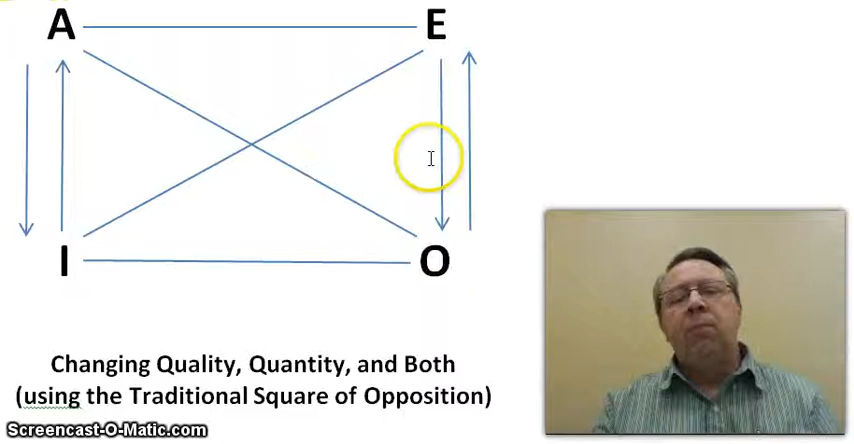 A E
I O
Changing Quality, Quantity, and Both
(using the Traditional Square of Opposition)
Screencast-O-Matic.com